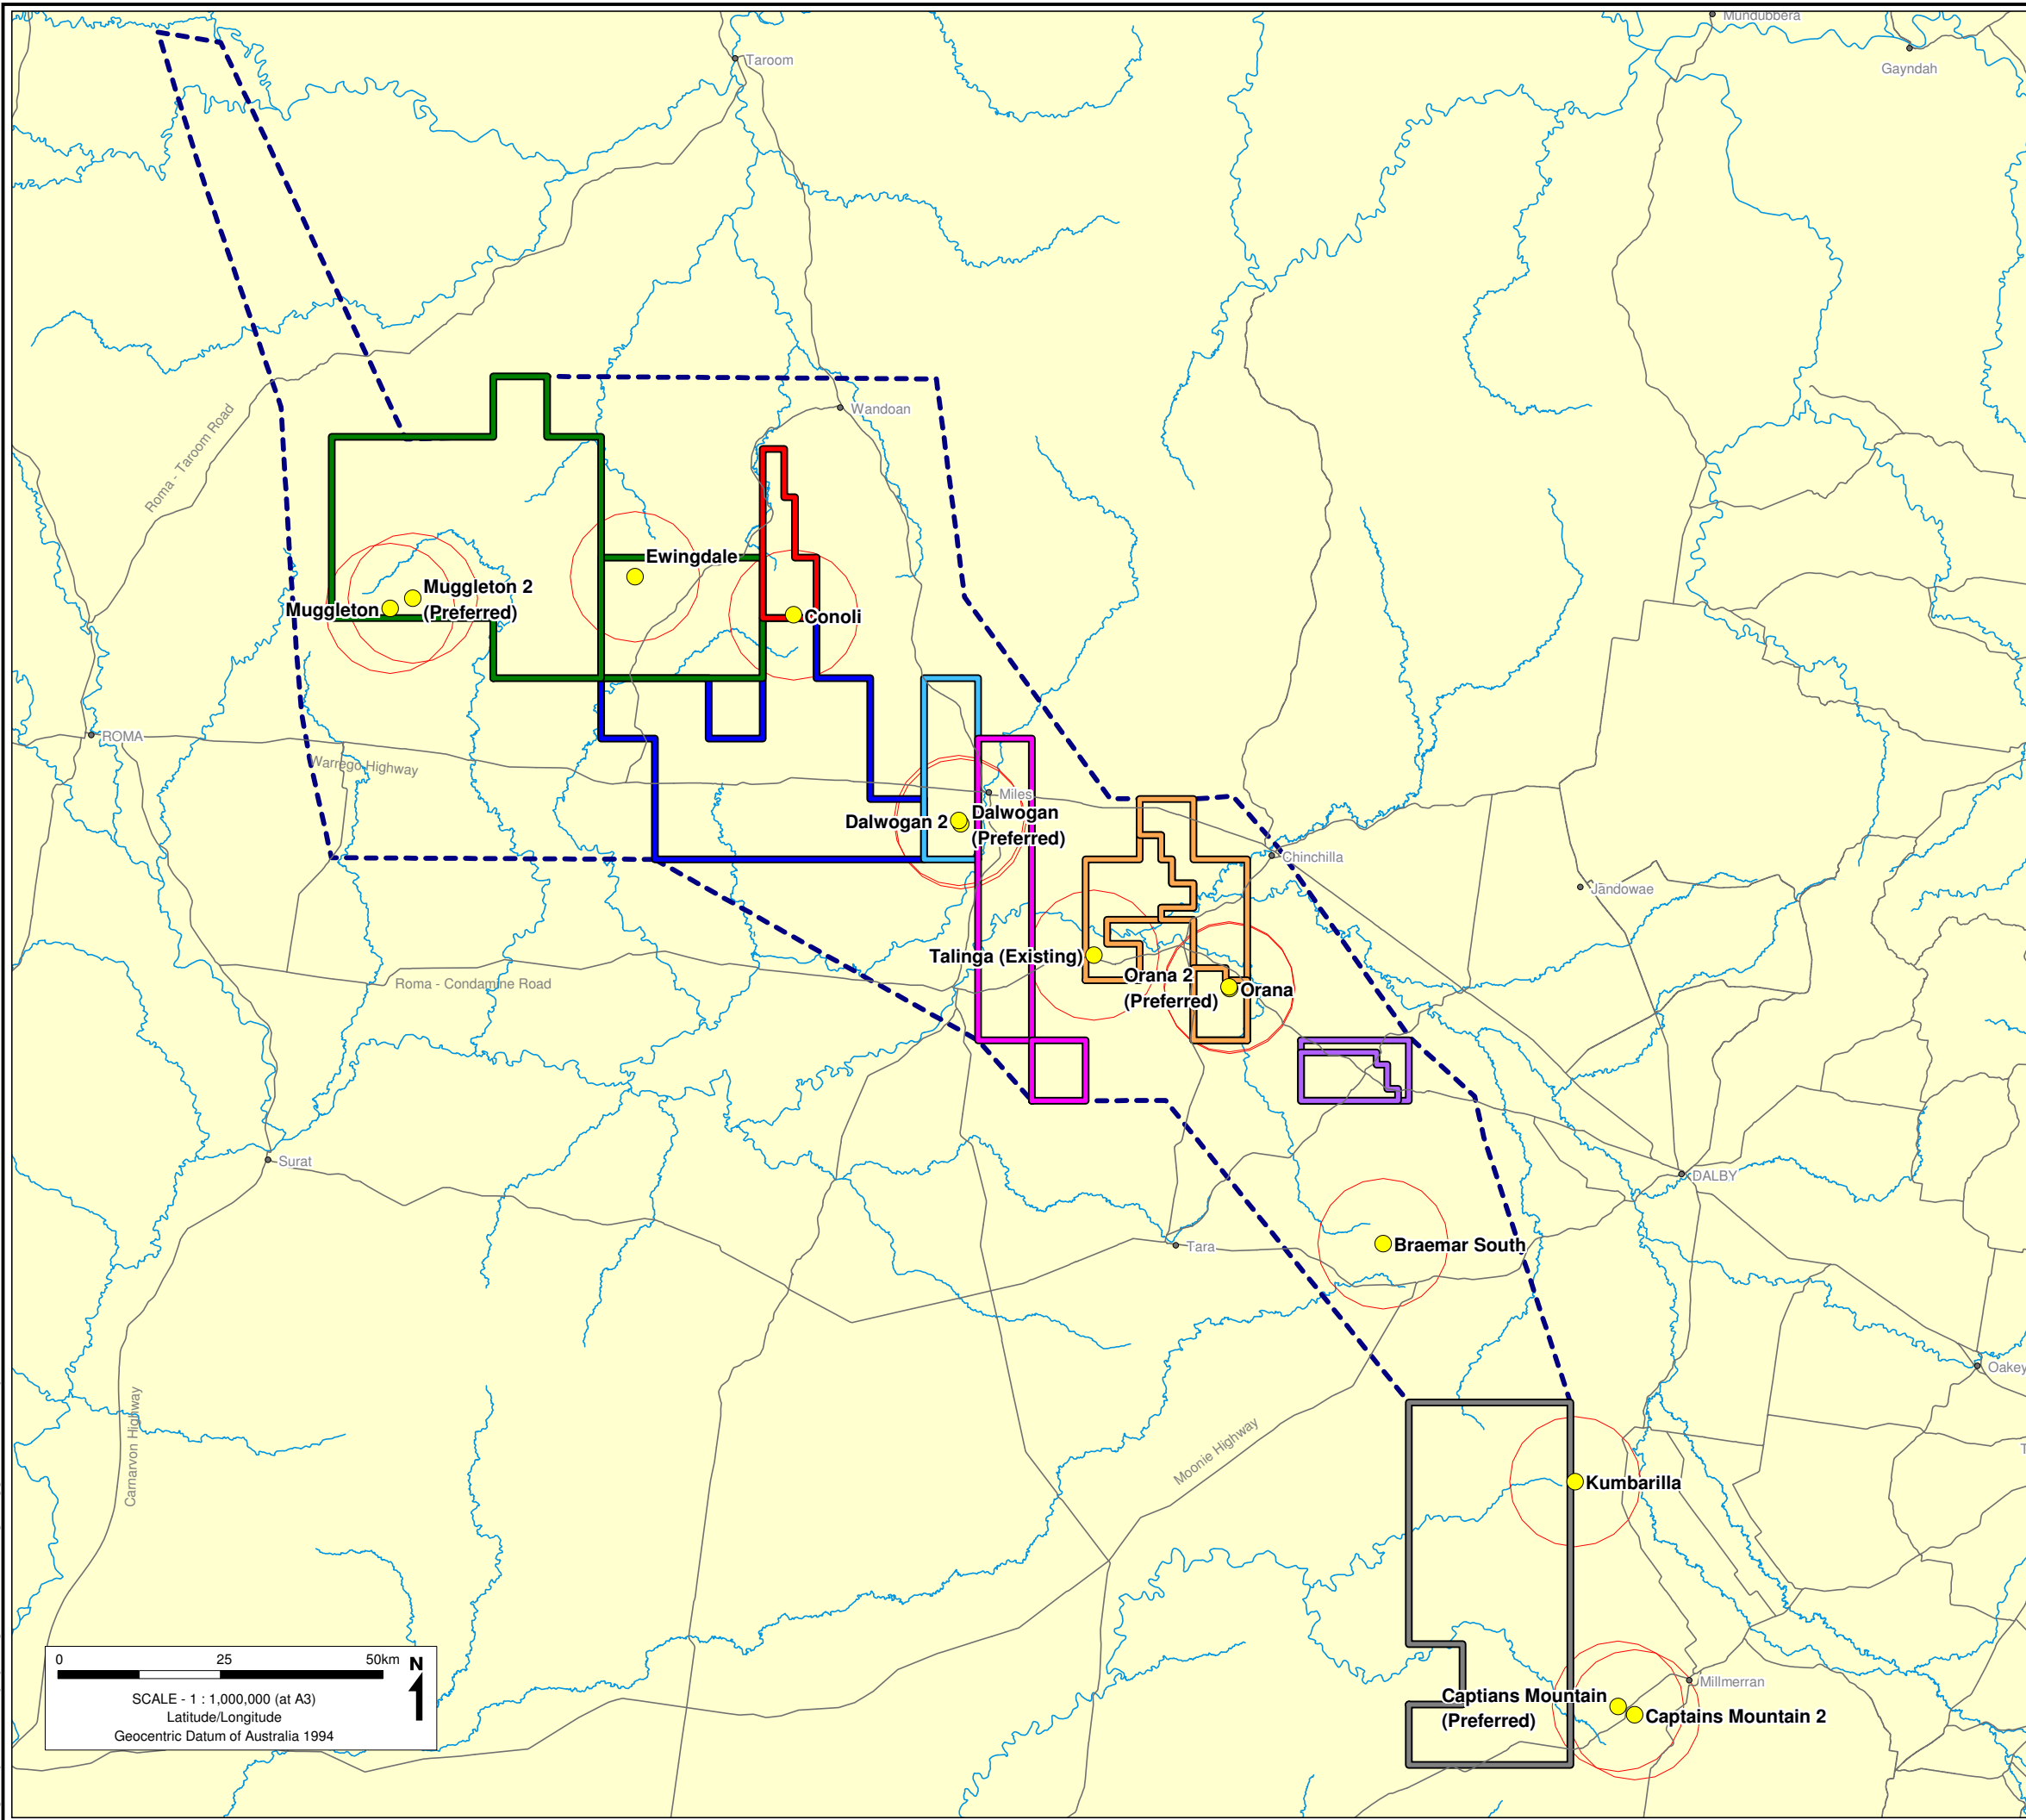 Mundubbera
Taroom
Gayndah
Wandoan
Roma - Taroom Road
Ewingdale
Muggleton 2
(Preferred)
Muggleton
Conoli
ROMA
Warrego Highway
Miles
Dalwogan 2
Dalwogan
(Preferred)
Chinchilla
Jandowae
Talinga (Existing)
Orana 2
(Preferred)
Orana
Roma - Condamine Road
Surat
DALBY
Tara
Braemar South
Oakey
Carnarvon Highway
Moonie Highway
T
Kumbarilla
Millmerran
Captians Mountain
(Preferred)
Captains Mountain 2
0 25 50km
N
SCALE - 1 : 1,000,000 (at A3)
Latitude/Longitude
Geocentric Datum of Australia 1994